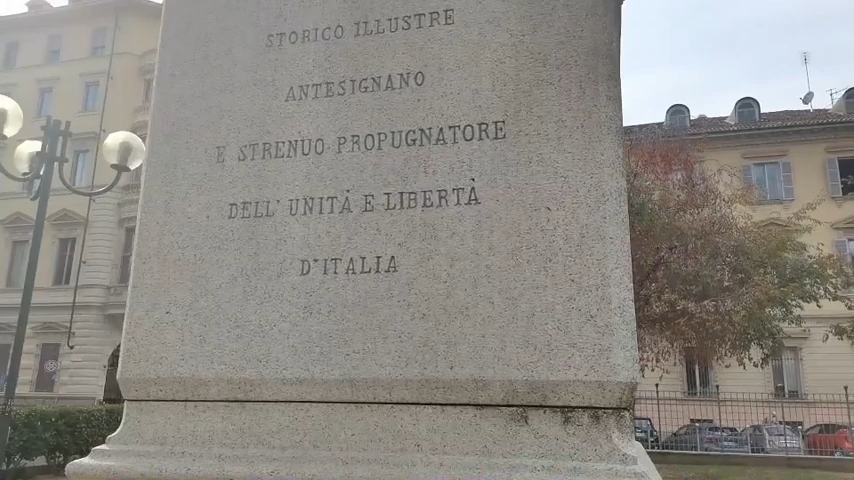 STORICO ILLUSTRE
ANTESIGNANO
E STRENUO PROPUGNATORE
DELL' UNITÀ E LIBERTÀ
D'ITALIA